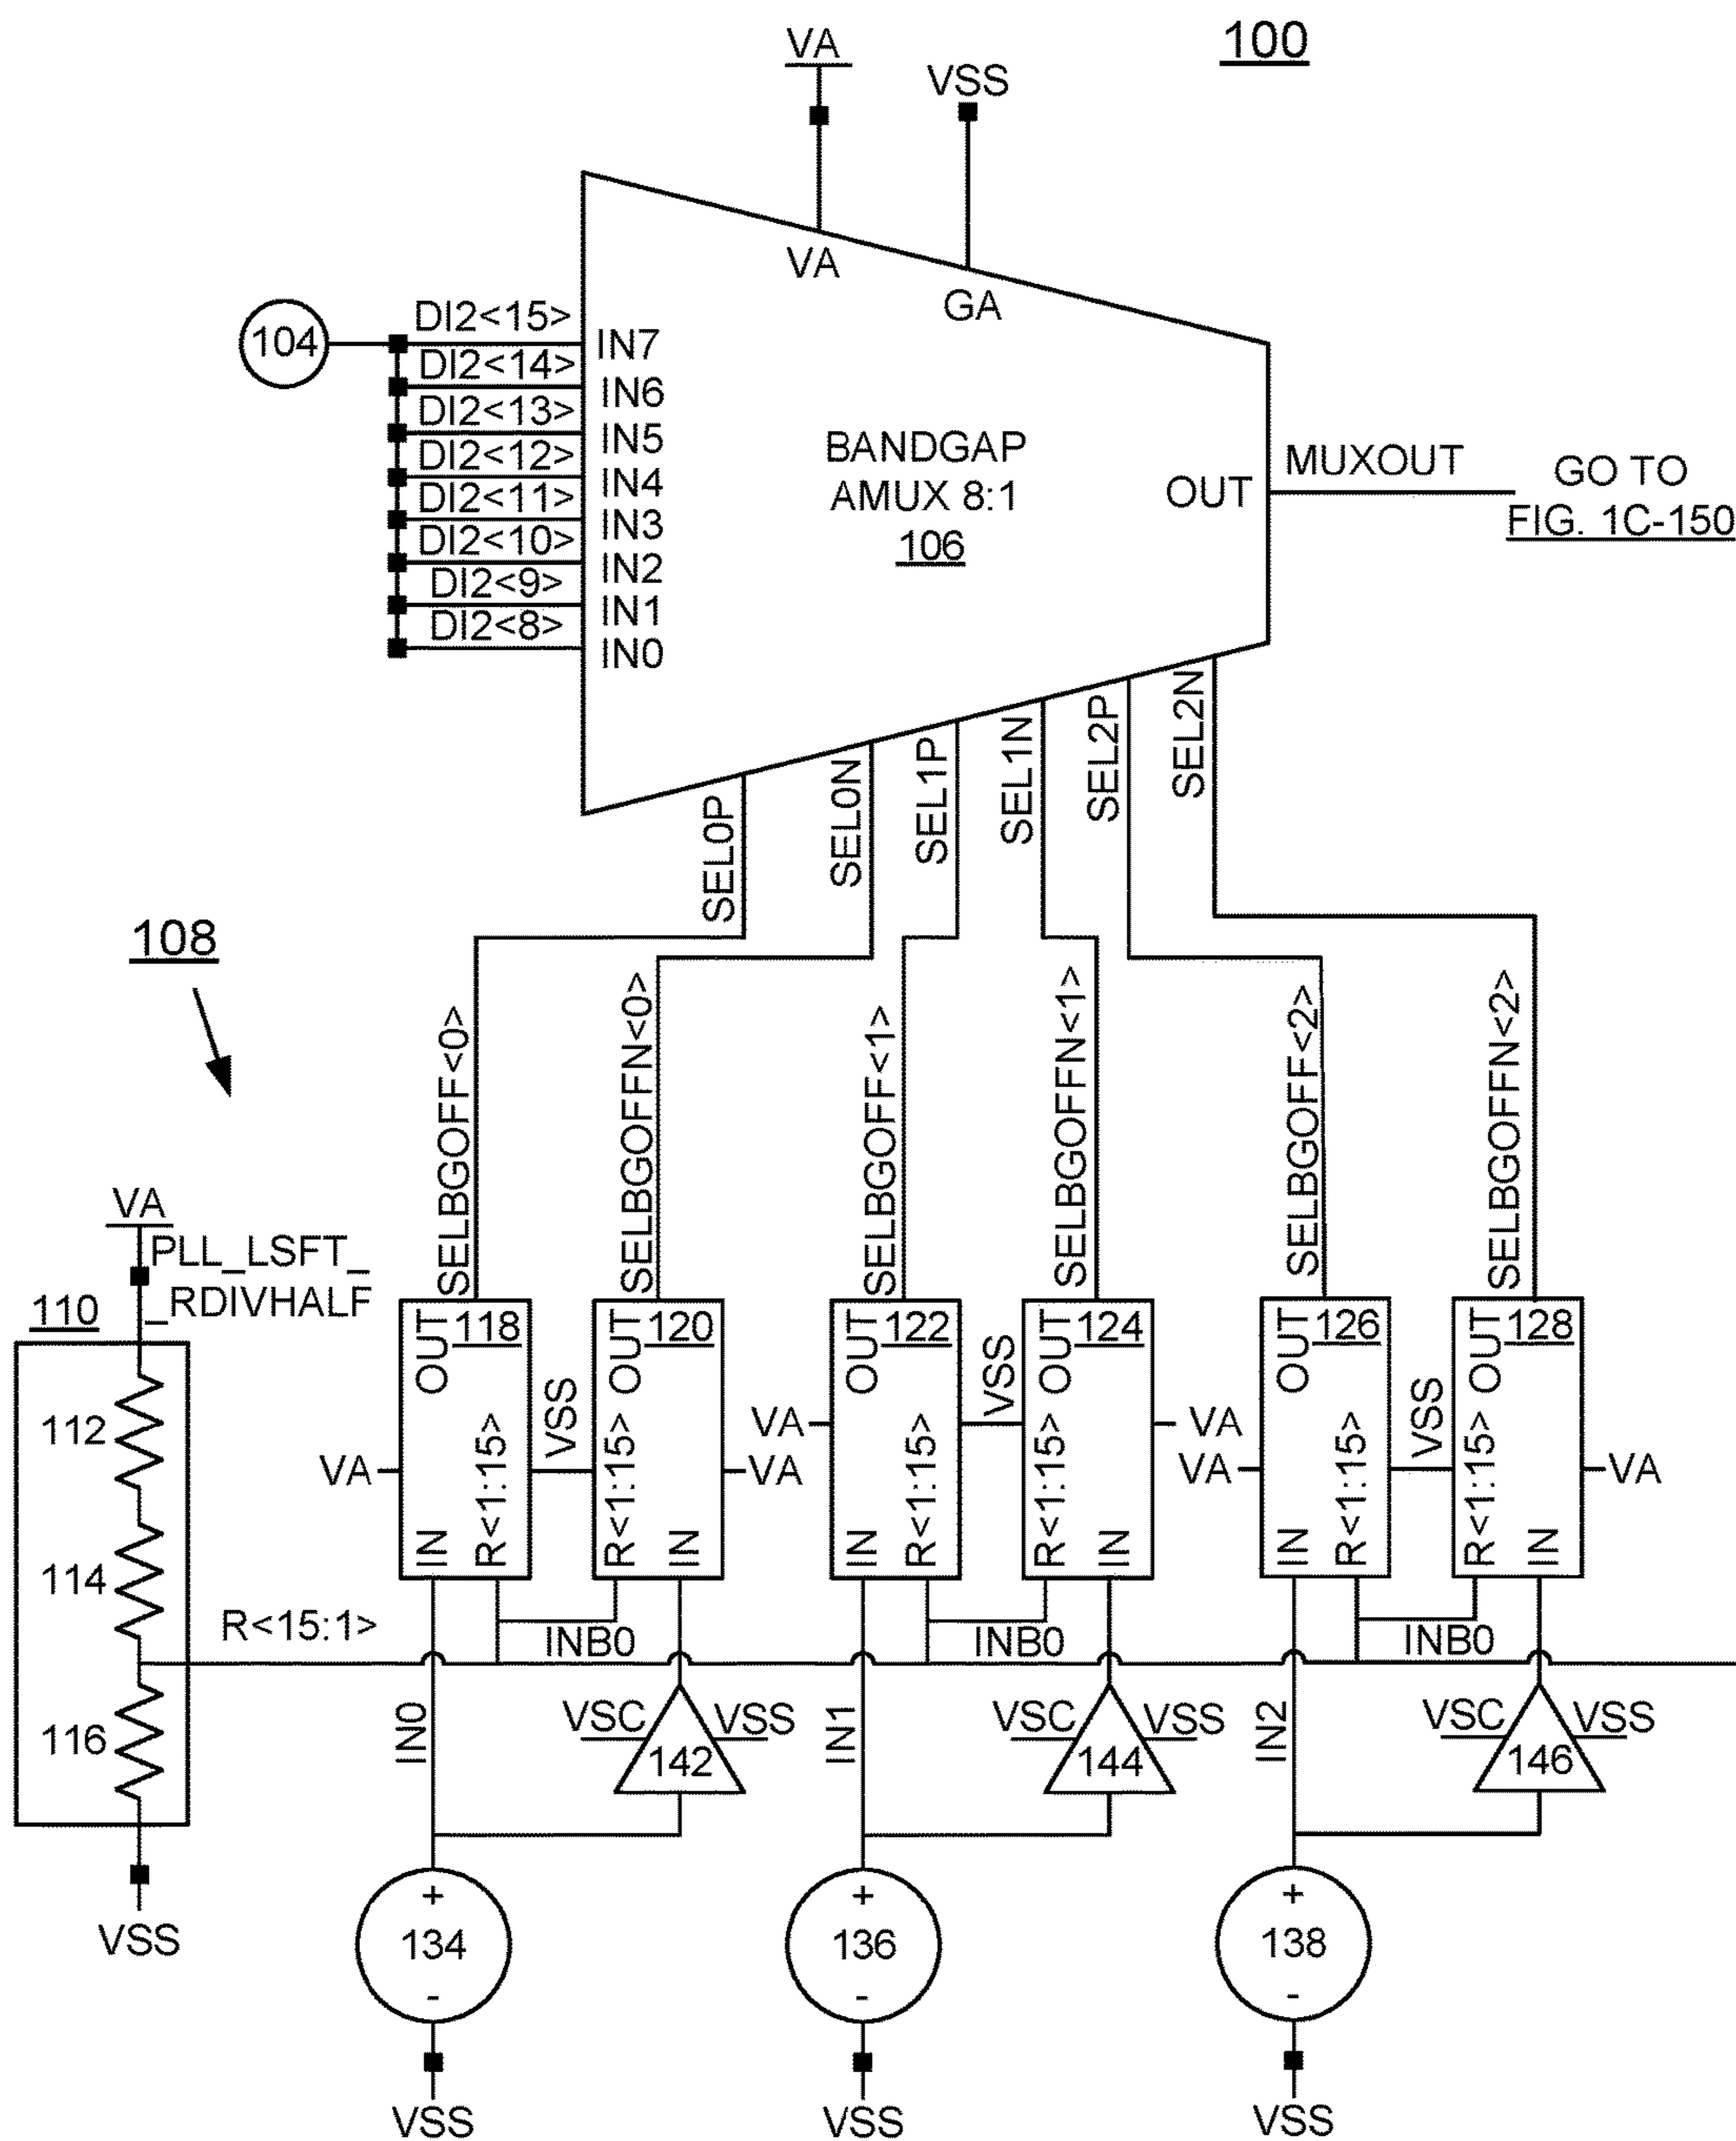 100
VA
VSS
VA
GA
104
DI2<15>
IN7
DI2<14>
IN6
DI2<13>
IN5
DI2<12>
IN4
DI2<11>
IN3
DI2<10>
IN2
DI2<9>
IN1
DI2<8>
IN0
BANDGAP
AMUX 8:1
106
OUT
MUXOUT
GO TO
FIG. 1C-150
SEL0P
SEL0N
SEL1P
SEL1N
SEL2P
SEL2N
108
SELBGOFF<0>
SELBGOFFN<0>
SELBGOFF<1>
SELBGOFFN<1>
SELBGOFF<2>
SELBGOFFN<2>
VA
PLL_LSFT_
_RDIVHALF
110
112
114
116
VSS
R<15:1>
OUT
118
VA
IN
R<1:15>
VSS
OUT
120
R<1:15>
IN
VA
OUT
122
VA
IN
R<1:15>
VSS
OUT
124
R<1:15>
IN
VA
OUT
126
VA
IN
R<1:15>
VSS
OUT
128
R<1:15>
IN
VA
INB0
INB0
INB0
IN0
VSC
142
VSS
IN1
VSC
144
VSS
IN2
VSC
146
VSS
+
134
-
VSS
+
136
-
VSS
+
138
-
VSS